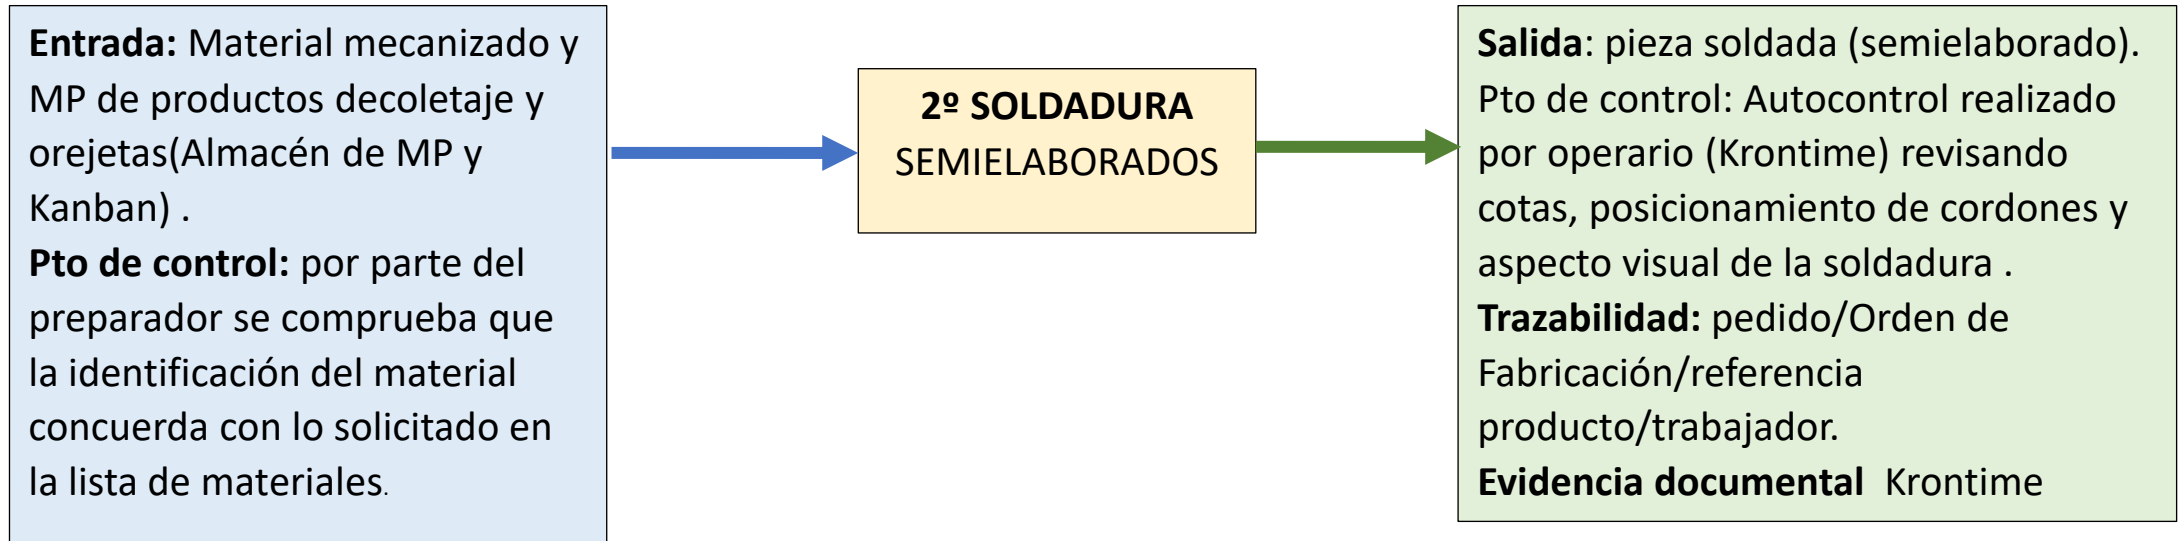 Entrada: Material mecanizado y
MP de productos decoletaje y
orejetas(Almacén de MP y
Kanban) .
Pto de control: por parte del
preparador se comprueba que
la identificación del material
concuerda con lo solicitado en
la lista de materiales.
2º SOLDADURA
SEMIELABORADOS
Salida: pieza soldada (semielaborado).
Pto de control: Autocontrol realizado
por operario (Krontime) revisando
cotas, posicionamiento de cordones y
aspecto visual de la soldadura .
Trazabilidad: pedido/Orden de
Fabricación/referencia
producto/trabajador.
Evidencia documental  Krontime